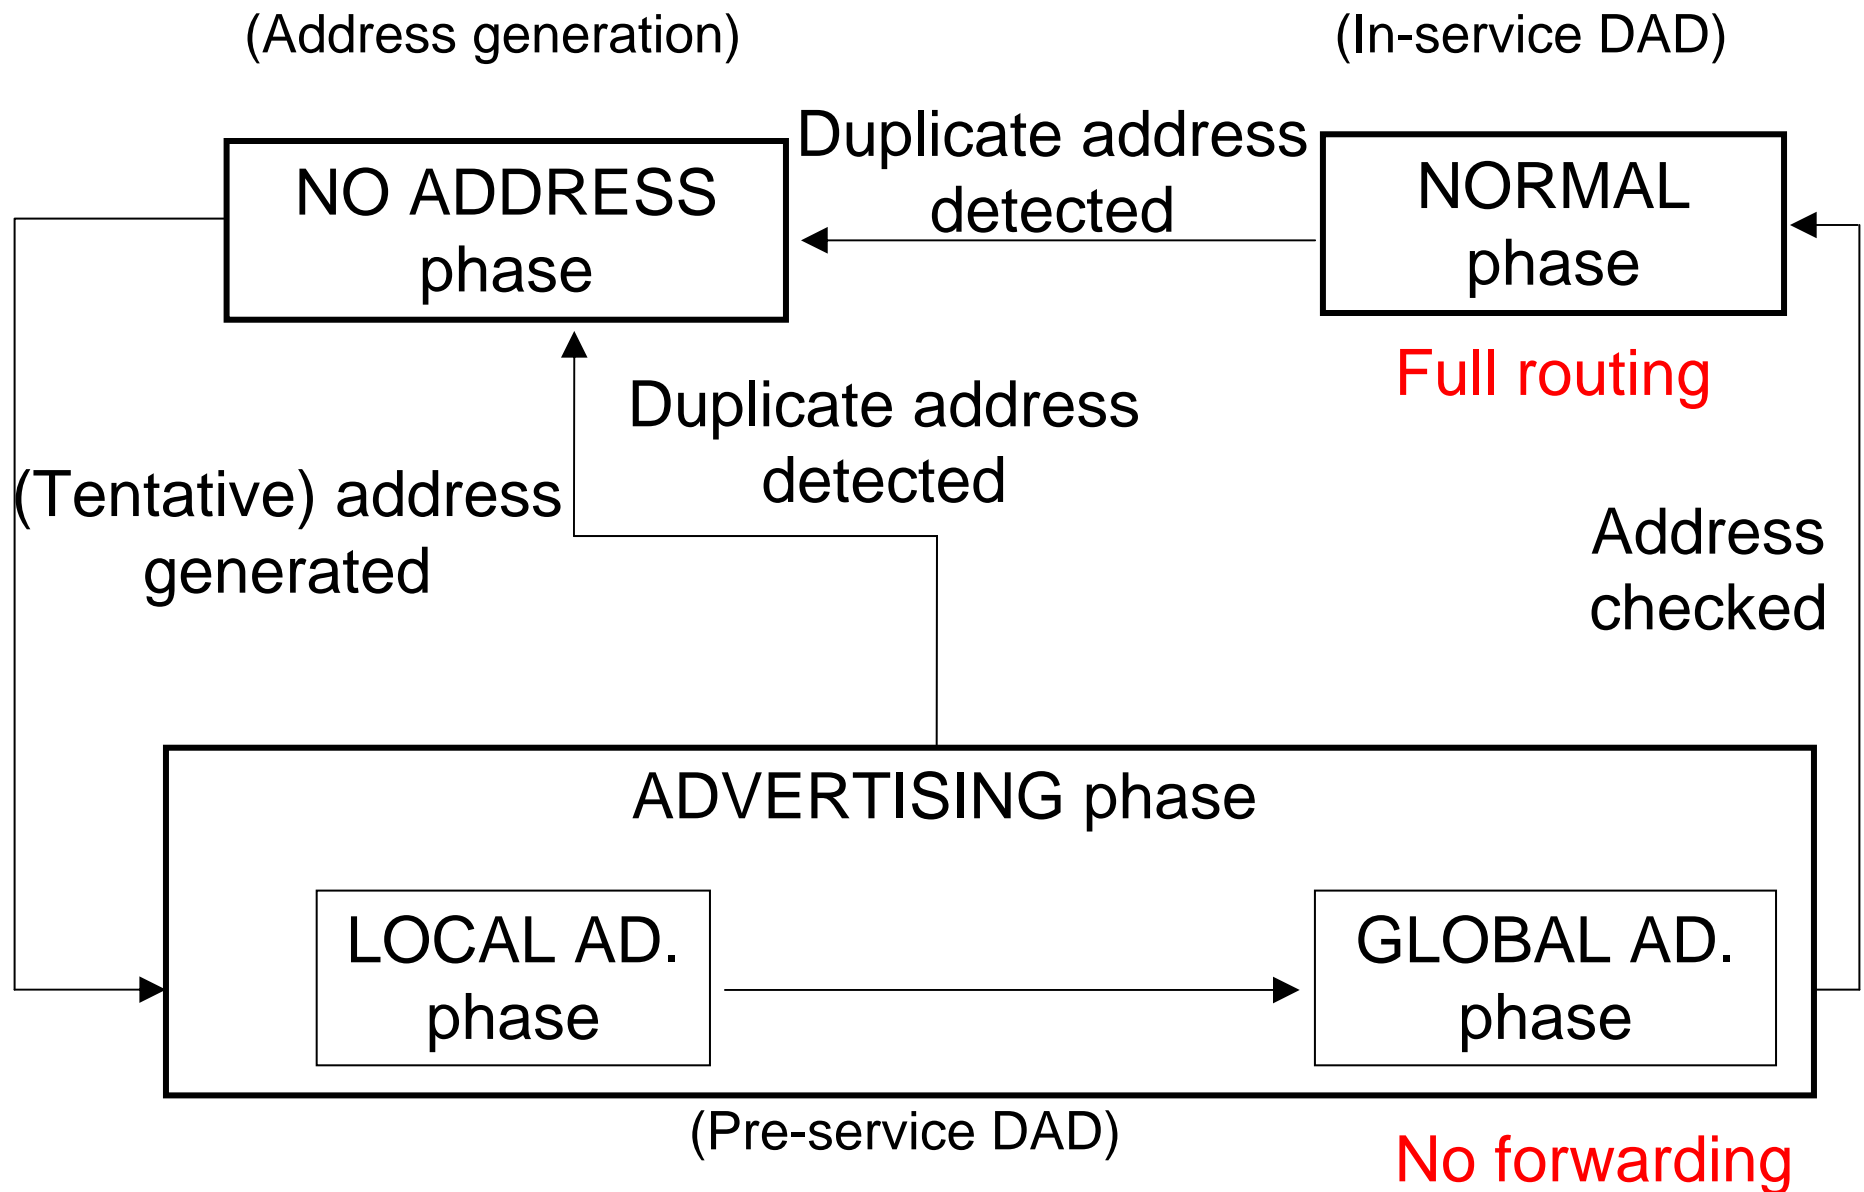 (Address generation)
(In-service DAD)
NO ADDRESS
phase
Duplicate address
detected
NORMAL
phase
Full routing
Duplicate address
detected
(Tentative) address
generated
Address
checked
ADVERTISING phase
LOCAL AD.
phase
GLOBAL AD.
phase
(Pre-service DAD)
No forwarding